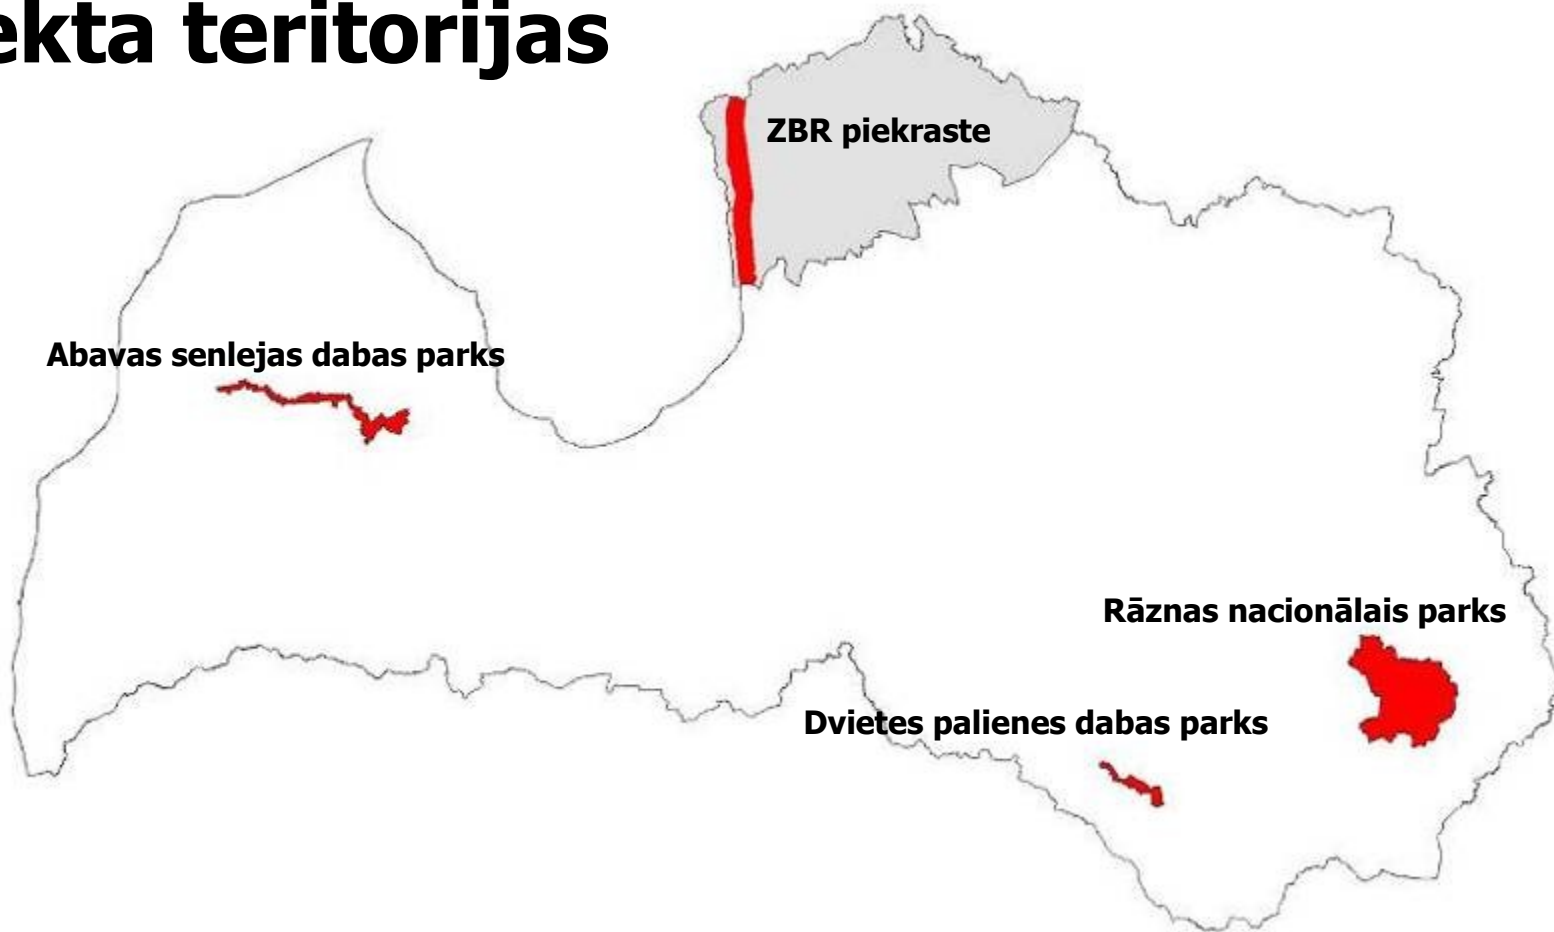 ekta teritorijas
ZBR piekraste
Abavas senlejas dabas parks
Rāznas nacionālais parks
Dvietes palienes dabas parks